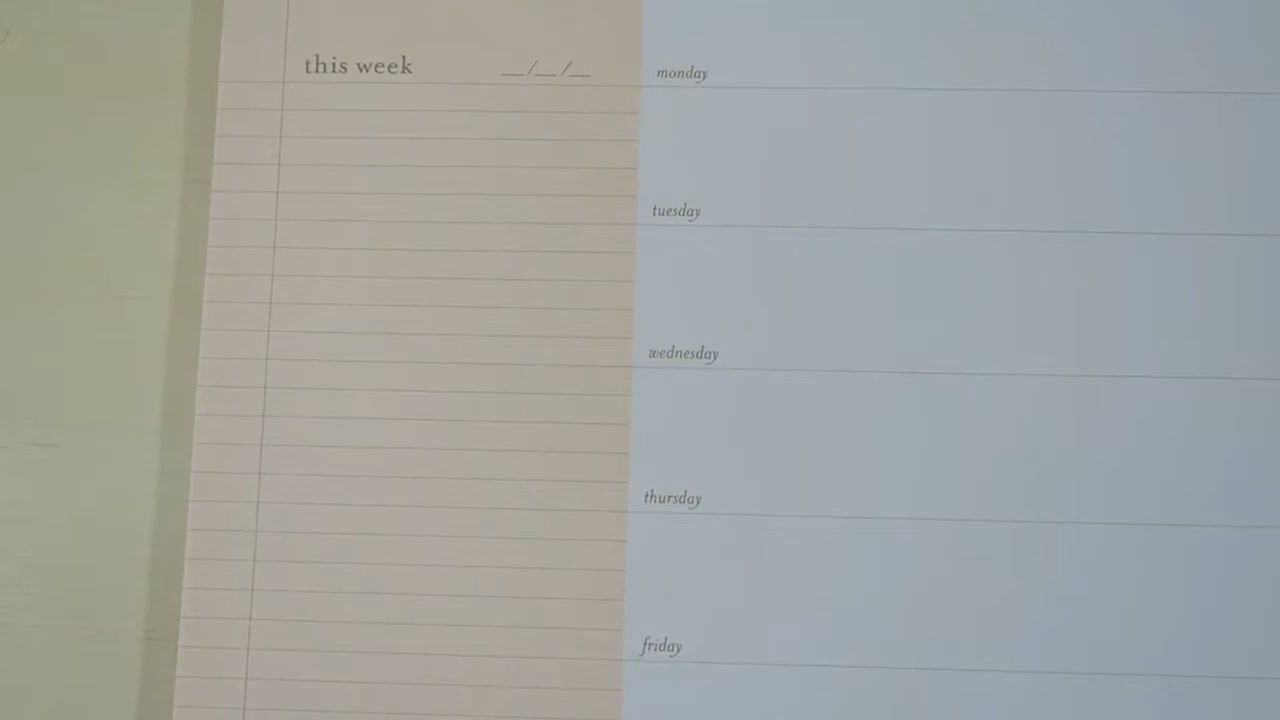 this week __/__/__
monday
tuesday
wednesday
thursday
friday